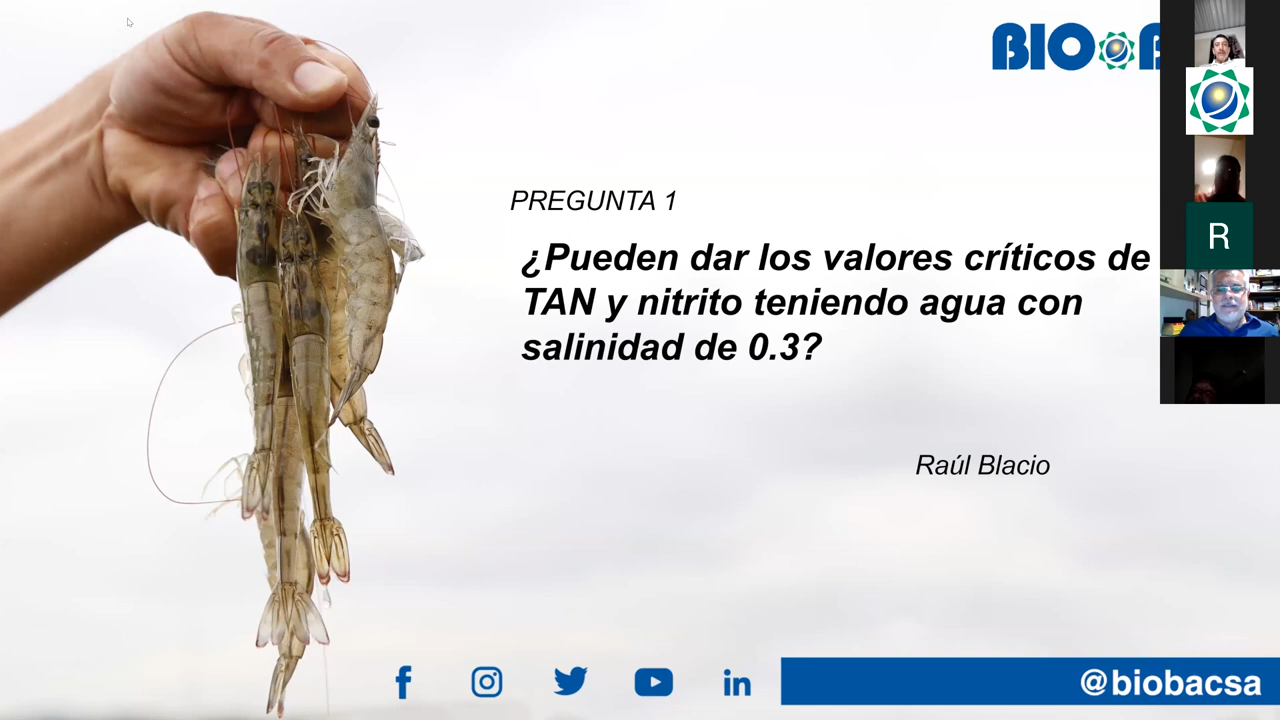 BIO
PREGUNTA 1
¿Pueden dar los valores críticos de
TAN y nitrito teniendo agua con
salinidad de 0.3?
Raúl Blacio
@biobacsa
R